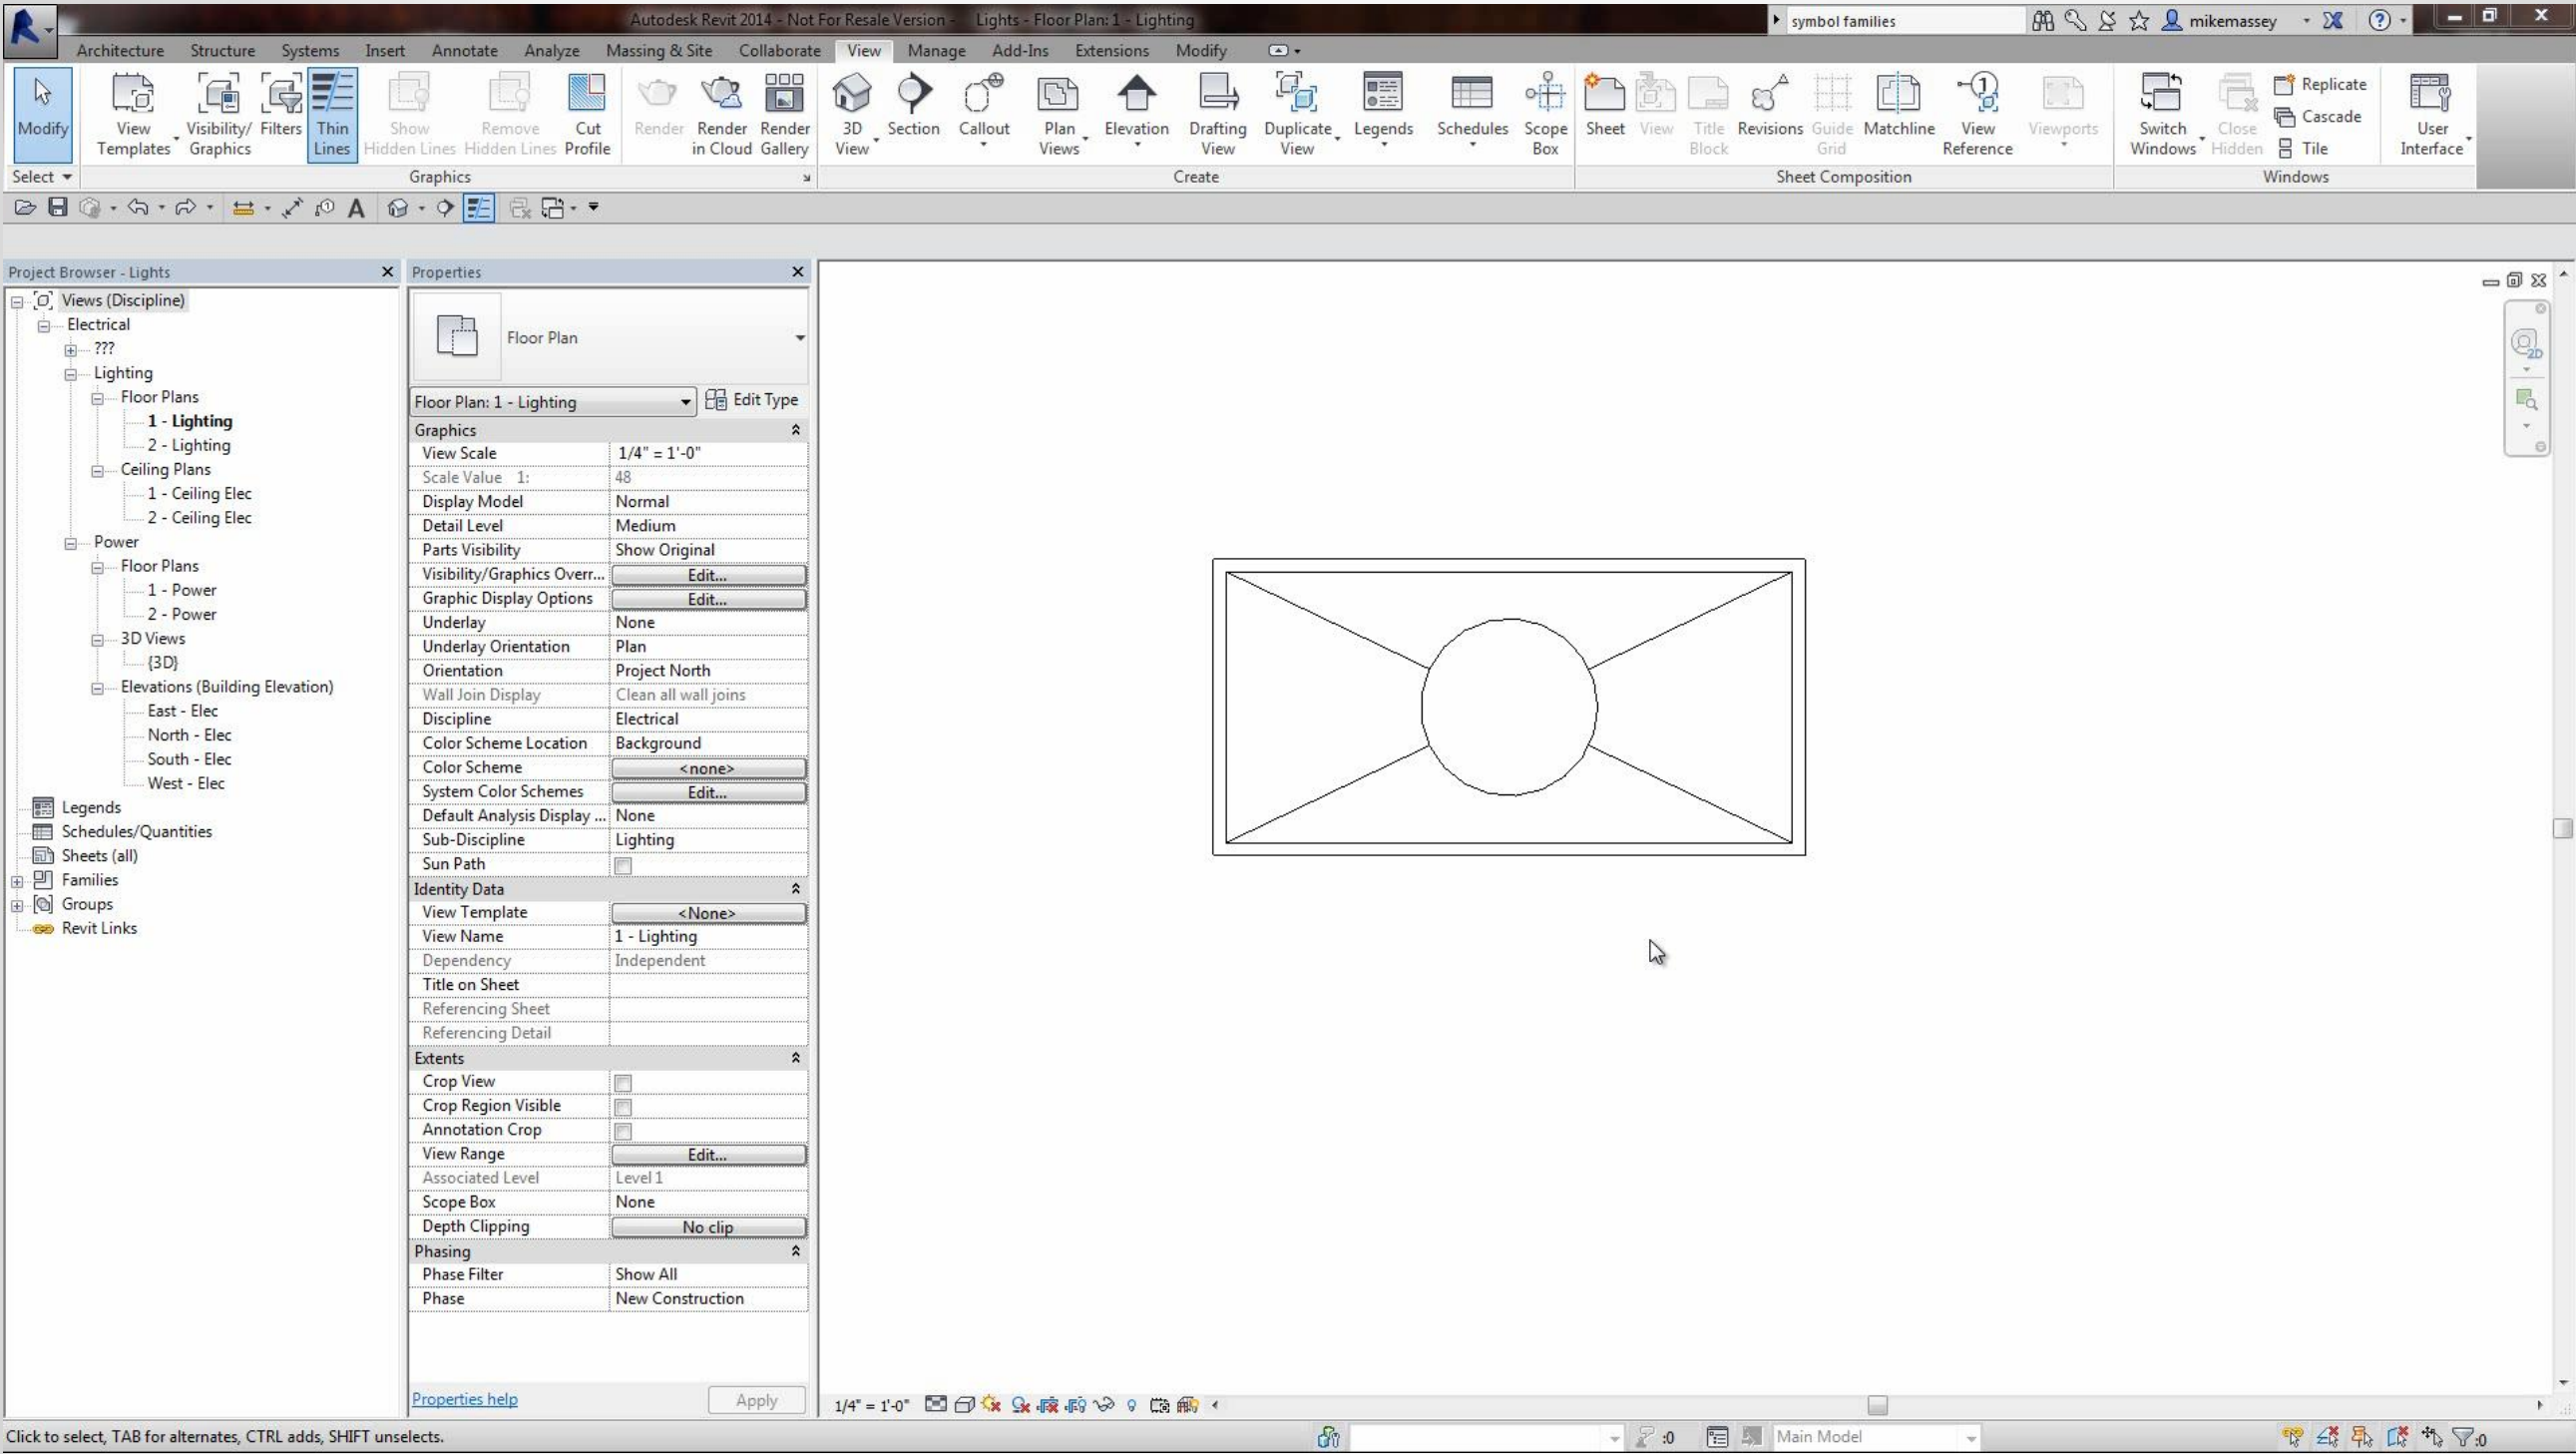 Autodesk Revit 2014 - Not For Resale Version - Lights - Floor Plan: 1 - Lighting
symbol families
mikemassey
Architecture Structure Systems Insert Annotate Analyze Massing & Site Collaborate View Manage Add-Ins Extensions Modify
Modify
View Templates
Visibility/ Graphics
Filters
Thin Lines
Show Hidden Lines
Remove Hidden Lines
Cut Profile
Render
Render in Cloud
Render Gallery
3D View
Section
Callout
Plan Views
Elevation
Drafting View
Duplicate View
Legends
Schedules
Scope Box
Sheet
View
Title Block
Revisions
Guide Grid
Matchline
View Reference
Viewports
Switch Windows
Close Hidden
Replicate
Cascade
Tile
User Interface
Select Graphics Create Sheet Composition Windows
Project Browser - Lights
Views (Discipline)
Electrical
???
Lighting
Floor Plans
1 - Lighting
2 - Lighting
Ceiling Plans
1 - Ceiling Elec
2 - Ceiling Elec
Power
Floor Plans
1 - Power
2 - Power
3D Views
{3D}
Elevations (Building Elevation)
East - Elec
North - Elec
South - Elec
West - Elec
Legends
Schedules/Quantities
Sheets (all)
Families
Groups
Revit Links
Properties
Floor Plan
Floor Plan: 1 - Lighting Edit Type
Graphics
View Scale 1/4" = 1'-0"
Scale Value 1: 48
Display Model Normal
Detail Level Medium
Parts Visibility Show Original
Visibility/Graphics Overr... Edit...
Graphic Display Options Edit...
Underlay None
Underlay Orientation Plan
Orientation Project North
Wall Join Display Clean all wall joins
Discipline Electrical
Color Scheme Location Background
Color Scheme <none>
System Color Schemes Edit...
Default Analysis Display ... None
Sub-Discipline Lighting
Sun Path
Identity Data
View Template <None>
View Name 1 - Lighting
Dependency Independent
Title on Sheet
Referencing Sheet
Referencing Detail
Extents
Crop View
Crop Region Visible
Annotation Crop
View Range Edit...
Associated Level Level 1
Scope Box None
Depth Clipping No clip
Phasing
Phase Filter Show All
Phase New Construction
Properties help Apply
2D
1/4" = 1'-0"
Click to select, TAB for alternates, CTRL adds, SHIFT unselects.
:0
Main Model
:0